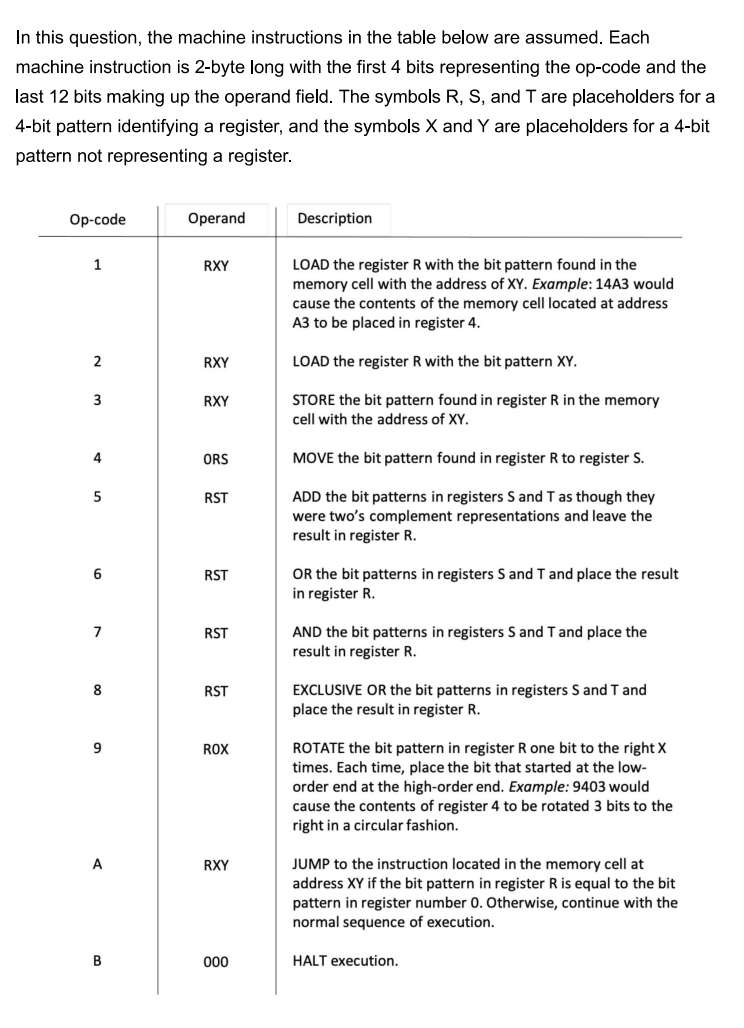 In this question, the machine instructions in the table below are assumed. Each
machine instruction is 2-byte long with the first 4 bits representing the op-code and the
last 12 bits making up the operand field. The symbols R, S, and T are placeholders for a
4-bit pattern identifying a register, and the symbols X and Y are placeholders for a 4-bit
pattern not representing a register.
Op-code Operand Description
1 RXY LOAD the register R with the bit pattern found in the
memory cell with the address of XY. Example: 14A3 would
cause the contents of the memory cell located at address
A3 to be placed in register 4.
2 RXY LOAD the register R with the bit pattern XY.
3 RXY STORE the bit pattern found in register R in the memory
cell with the address of XY.
4 0RS MOVE the bit pattern found in register R to register S.
5 RST ADD the bit patterns in registers S and T as though they
were two's complement representations and leave the
result in register R.
6 RST OR the bit patterns in registers S and T and place the result
in register R.
7 RST AND the bit patterns in registers S and T and place the
result in register R.
8 RST EXCLUSIVE OR the bit patterns in registers S and T and
place the result in register R.
9 R0X ROTATE the bit pattern in register R one bit to the right X
times. Each time, place the bit that started at the low-
order end at the high-order end. Example: 9403 would
cause the contents of register 4 to be rotated 3 bits to the
right in a circular fashion.
A RXY JUMP to the instruction located in the memory cell at
address XY if the bit pattern in register R is equal to the bit
pattern in register number 0. Otherwise, continue with the
normal sequence of execution.
B 000 HALT execution.